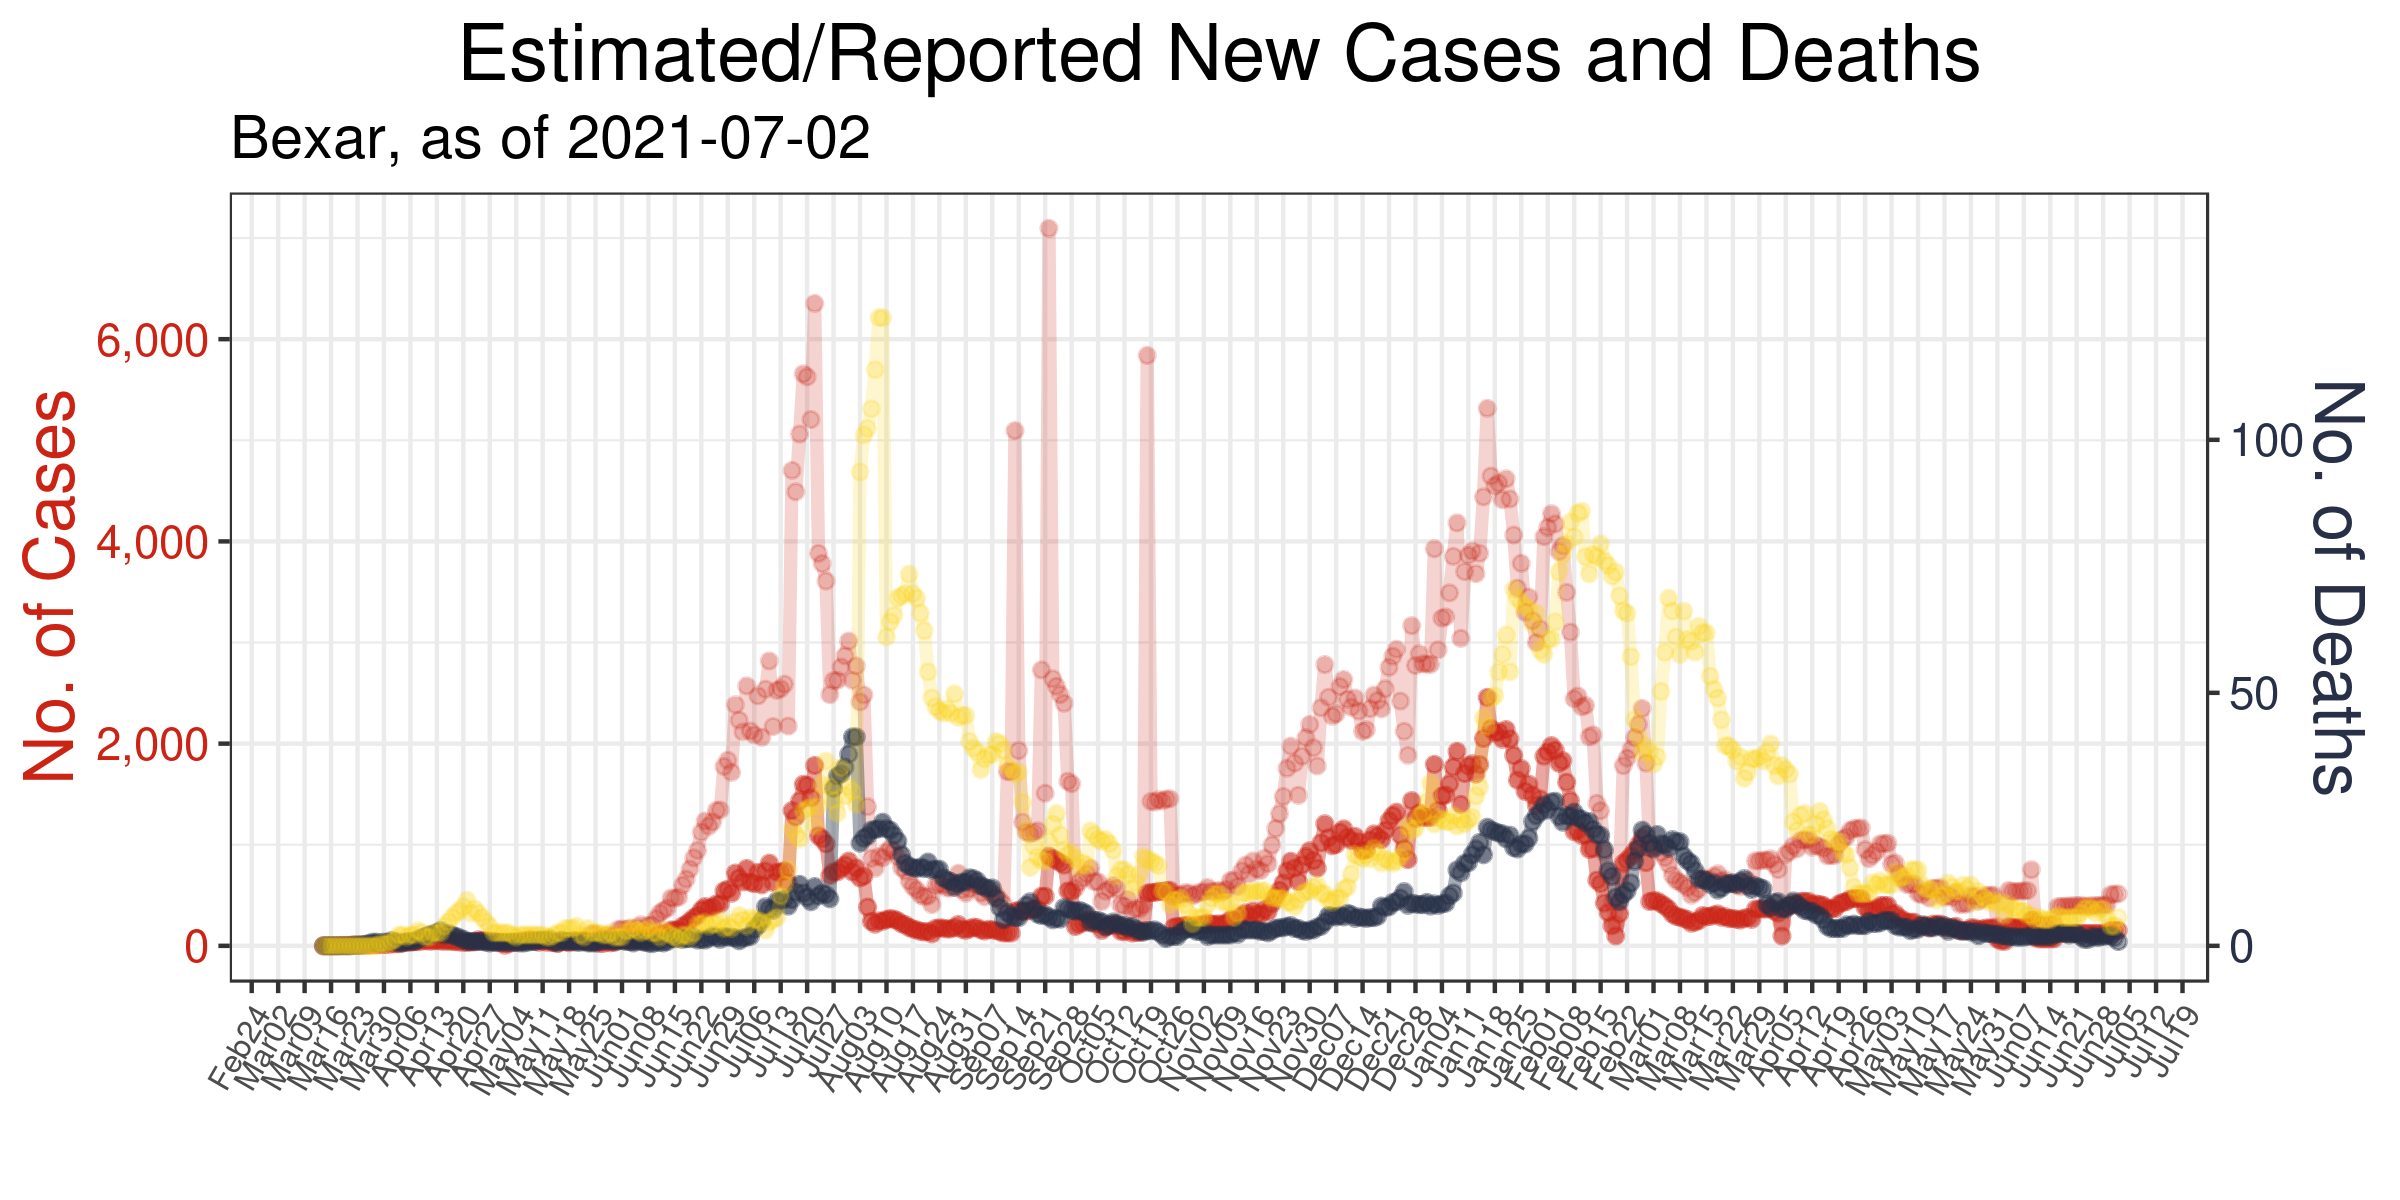 Estimated/Reported New Cases and Deaths
Bexar, as of 2021-07-02
No. of Cases
6,000
4,000
2,000
0
No. of Deaths
100
50
0
Feb24 Mar02 Mar09 Mar16 Mar23 Mar30 Apr06 Apr13 Apr20 Apr27 May04 May11 May18 May25 Jun01 Jun08 Jun15 Jun22 Jun29 Jul06 Jul13 Jul20 Jul27 Aug03 Aug10 Aug17 Aug24 Aug31 Sep07 Sep14 Sep21 Sep28 Oct05 Oct12 Oct19 Oct26 Nov02 Nov09 Nov16 Nov23 Nov30 Dec07 Dec14 Dec21 Dec28 Jan04 Jan11 Jan18 Jan25 Feb01 Feb08 Feb15 Feb22 Mar01 Mar08 Mar15 Mar22 Mar29 Apr05 Apr12 Apr19 Apr26 May03 May10 May17 May24 May31 Jun07 Jun14 Jun21 Jun28 Jul05 Jul12 Jul19